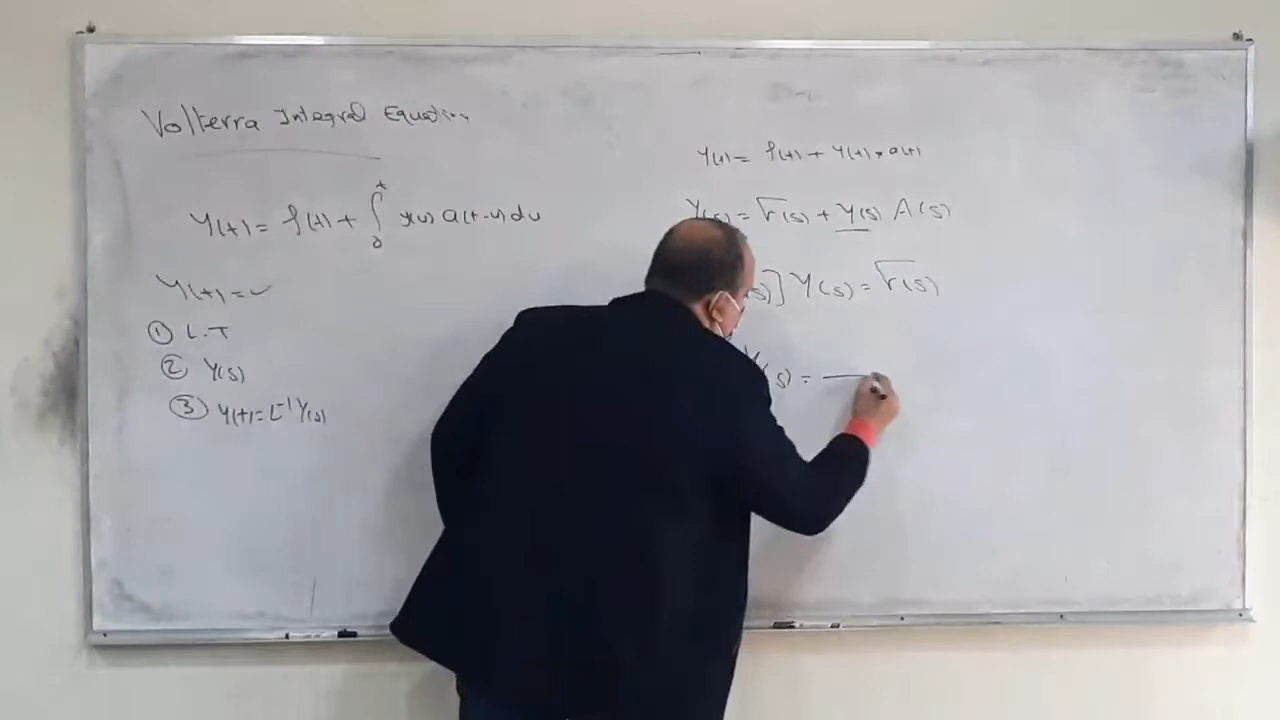 Volterra Integral Equation
Y(t) = f(t) + ∫₀ᵗ y(u) a(t-u) du
Y(t) = ✓
① L.T
② Y(s)
③ Y(t) = L⁻¹ Y(s)
Y(t) = f(t) + Y(t) * a(t)
Y(s) = F(s) + Y(s) A(s)
s)] Y(s) = F(s)
Y(s) =